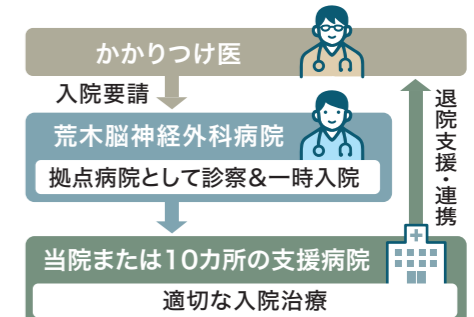 かかりつけ医
入院要請
荒木脳神経外科病院
拠点病院として診察&一時入院
退院支援・連携
当院または10カ所の支援病院
適切な入院治療